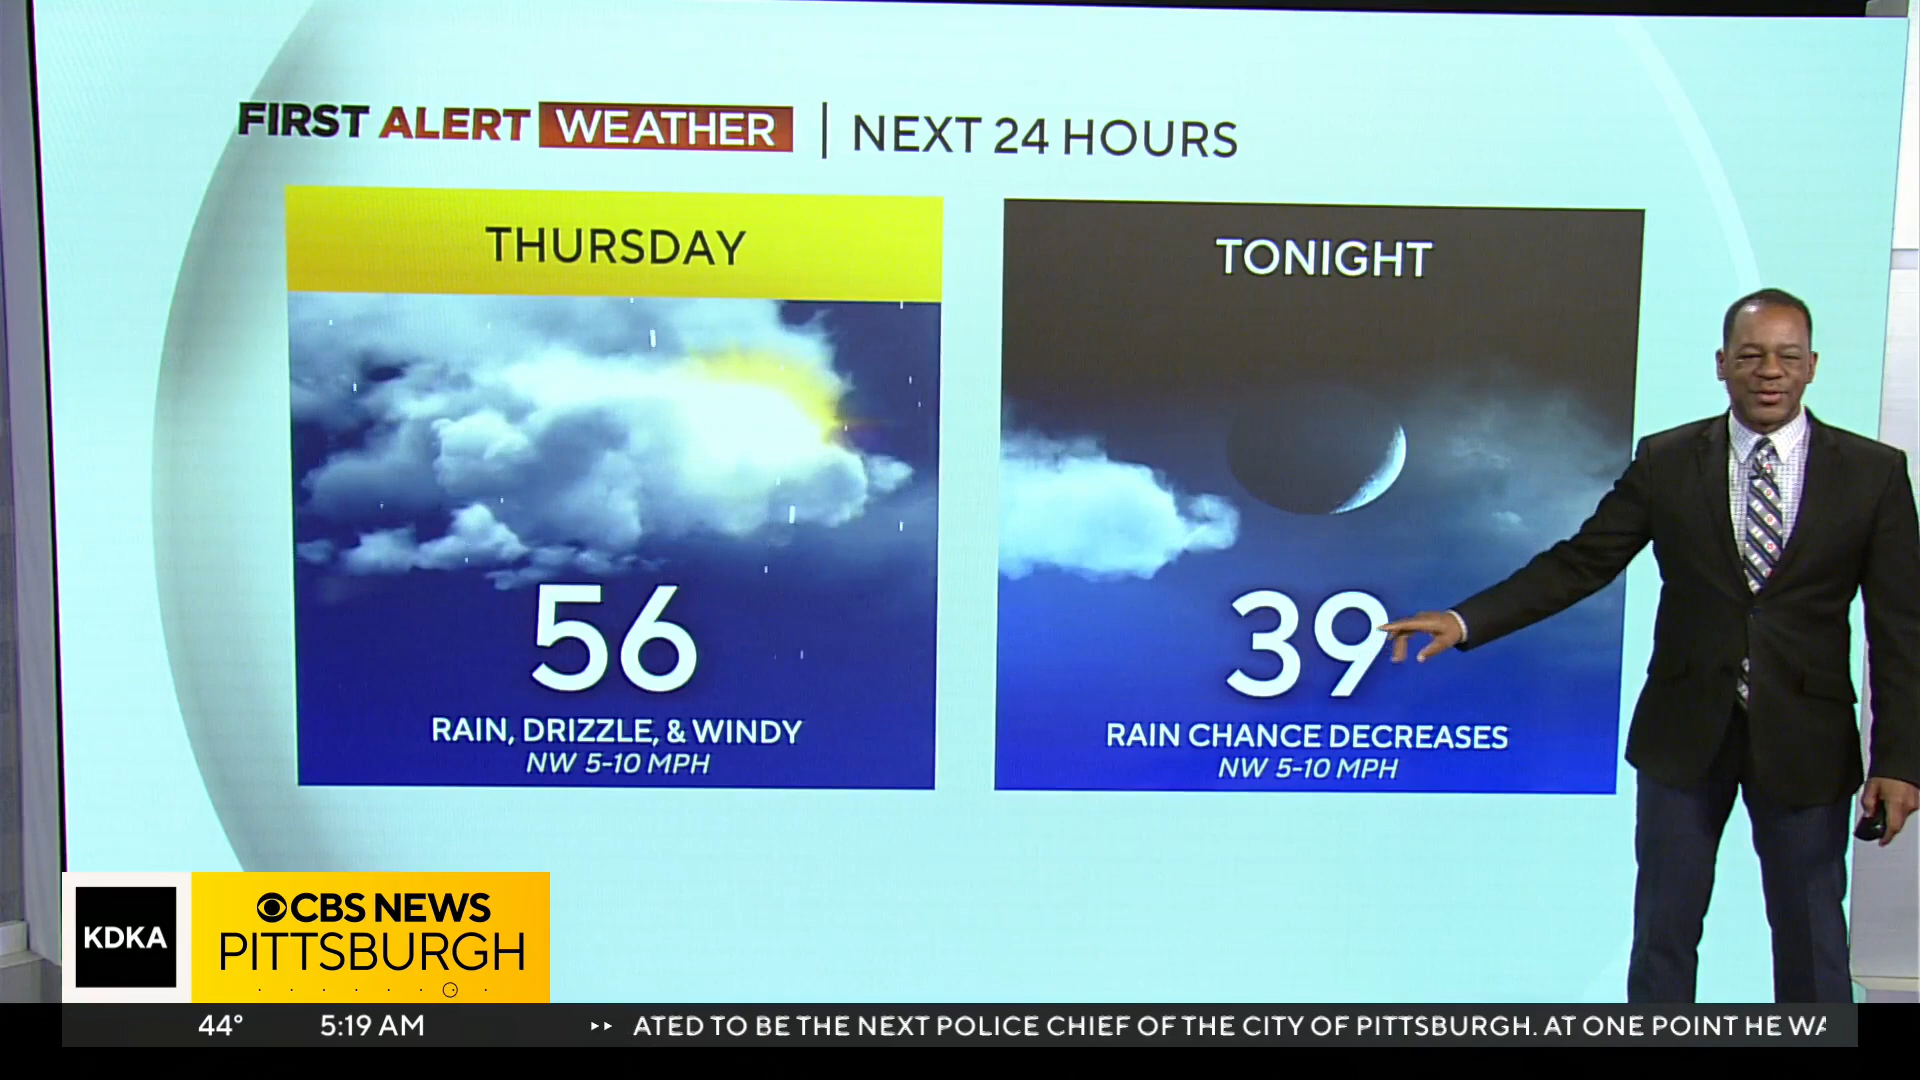 FIRST ALERT WEATHER | NEXT 24 HOURS
THURSDAY
56
RAIN, DRIZZLE, & WINDY
NW 5-10 MPH
TONIGHT
39
RAIN CHANCE DECREASES
NW 5-10 MPH
KDKA
CBS NEWS
PITTSBURGH
44° 5:19 AM ATED TO BE THE NEXT POLICE CHIEF OF THE CITY OF PITTSBURGH. AT ONE POINT HE WA